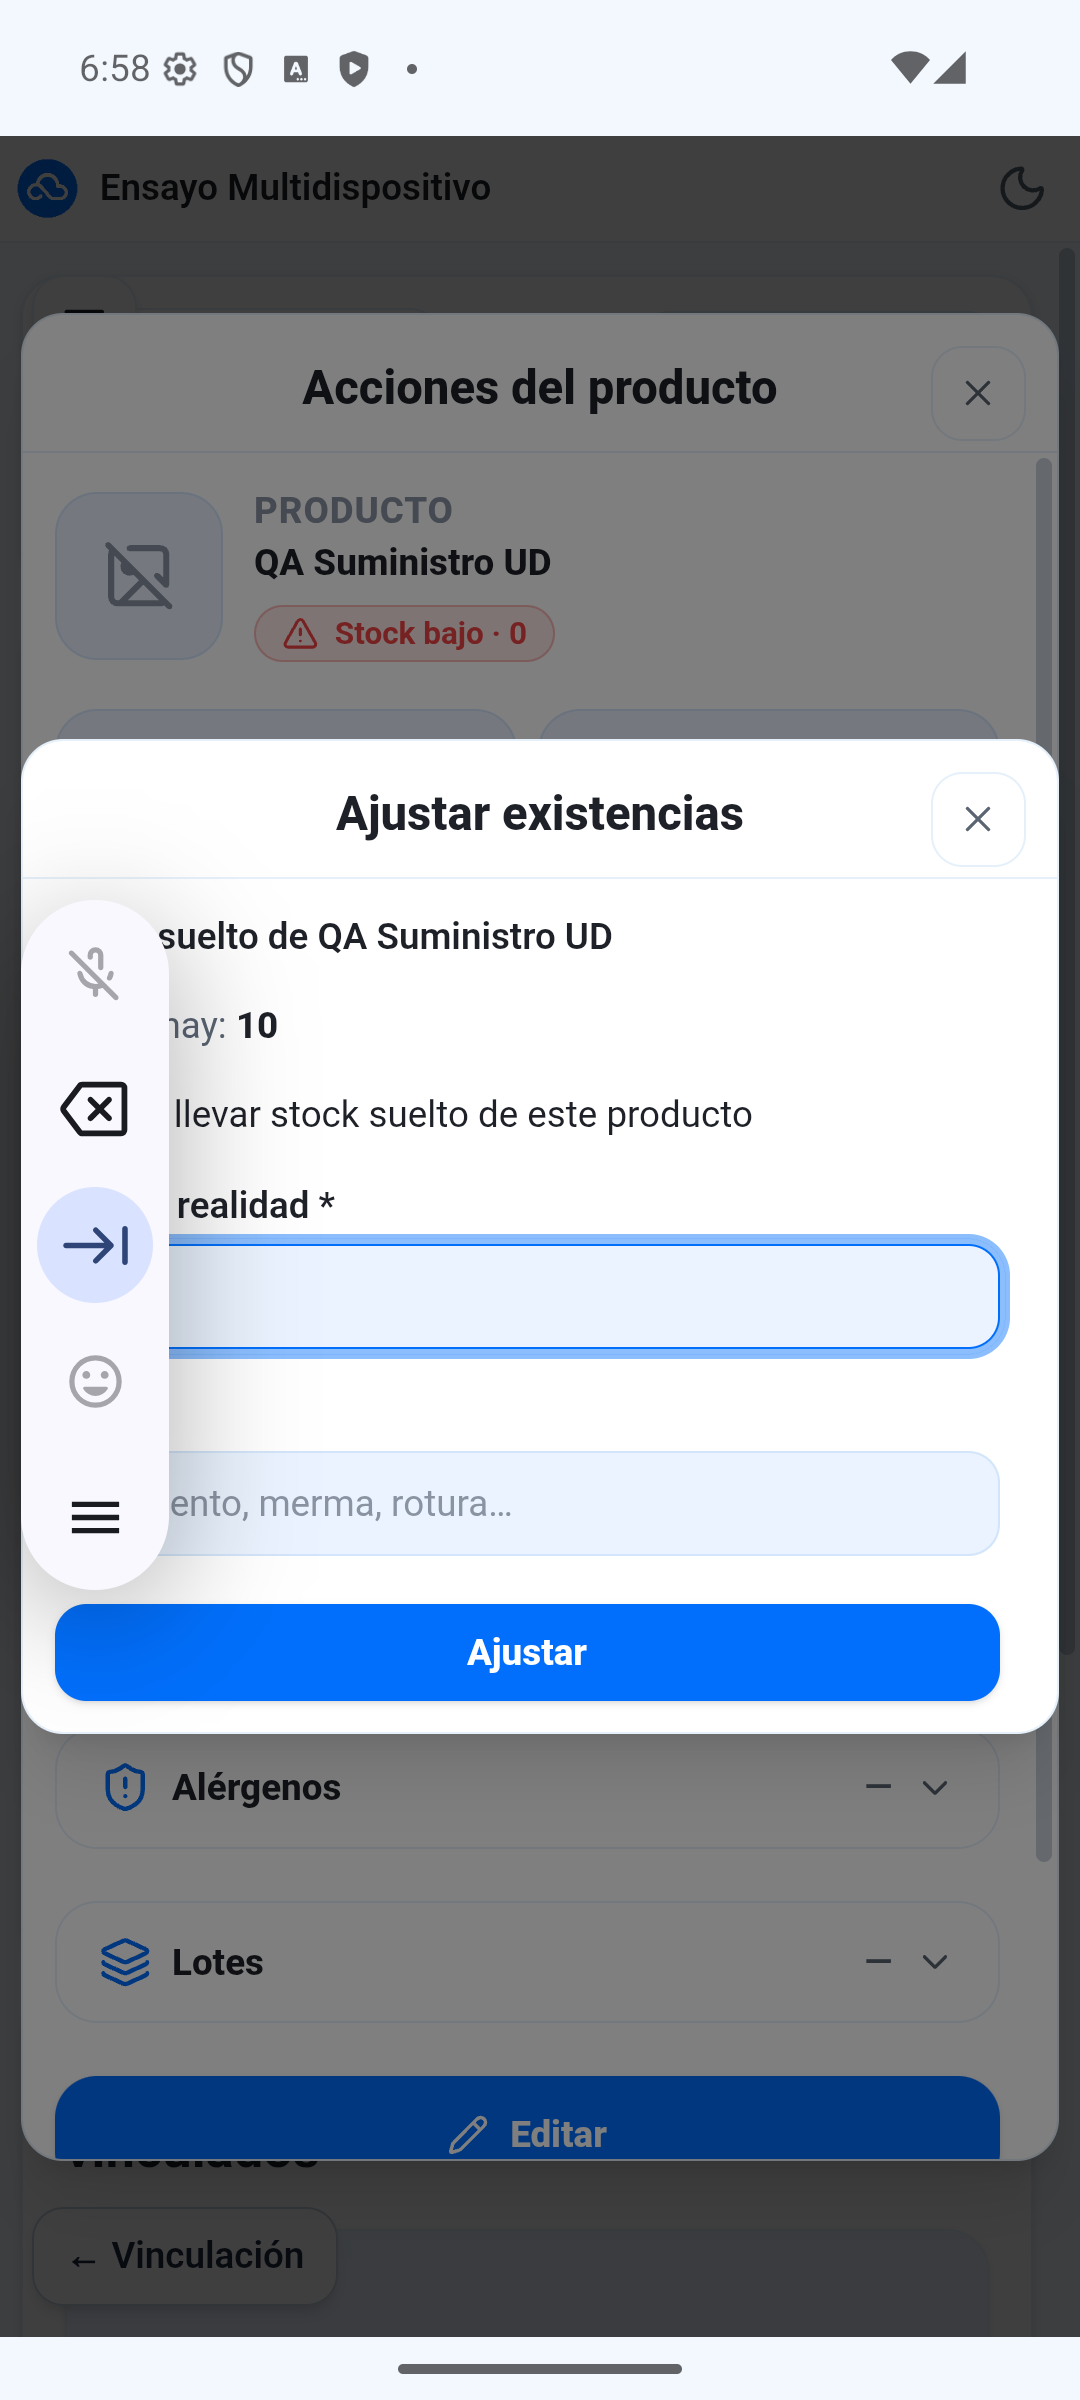 6:58
Ensayo Multidispositivo
Acciones del producto
PRODUCTO
QA Suministro UD
Stock bajo · 0
Ajustar existencias
suelto de QA Suministro UD
hay: 10
llevar stock suelto de este producto
realidad *
merma, rotura…
Ajustar
Alérgenos —
Lotes —
Editar
Vinculados
← Vinculación